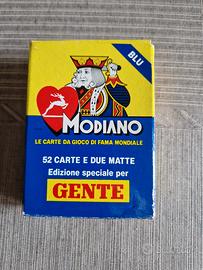 BLU
MODIANO
LE CARTE DA GIOCO DI FAMA MONDIALE
52 CARTE E DUE MATTE
Edizione speciale per
GENTE